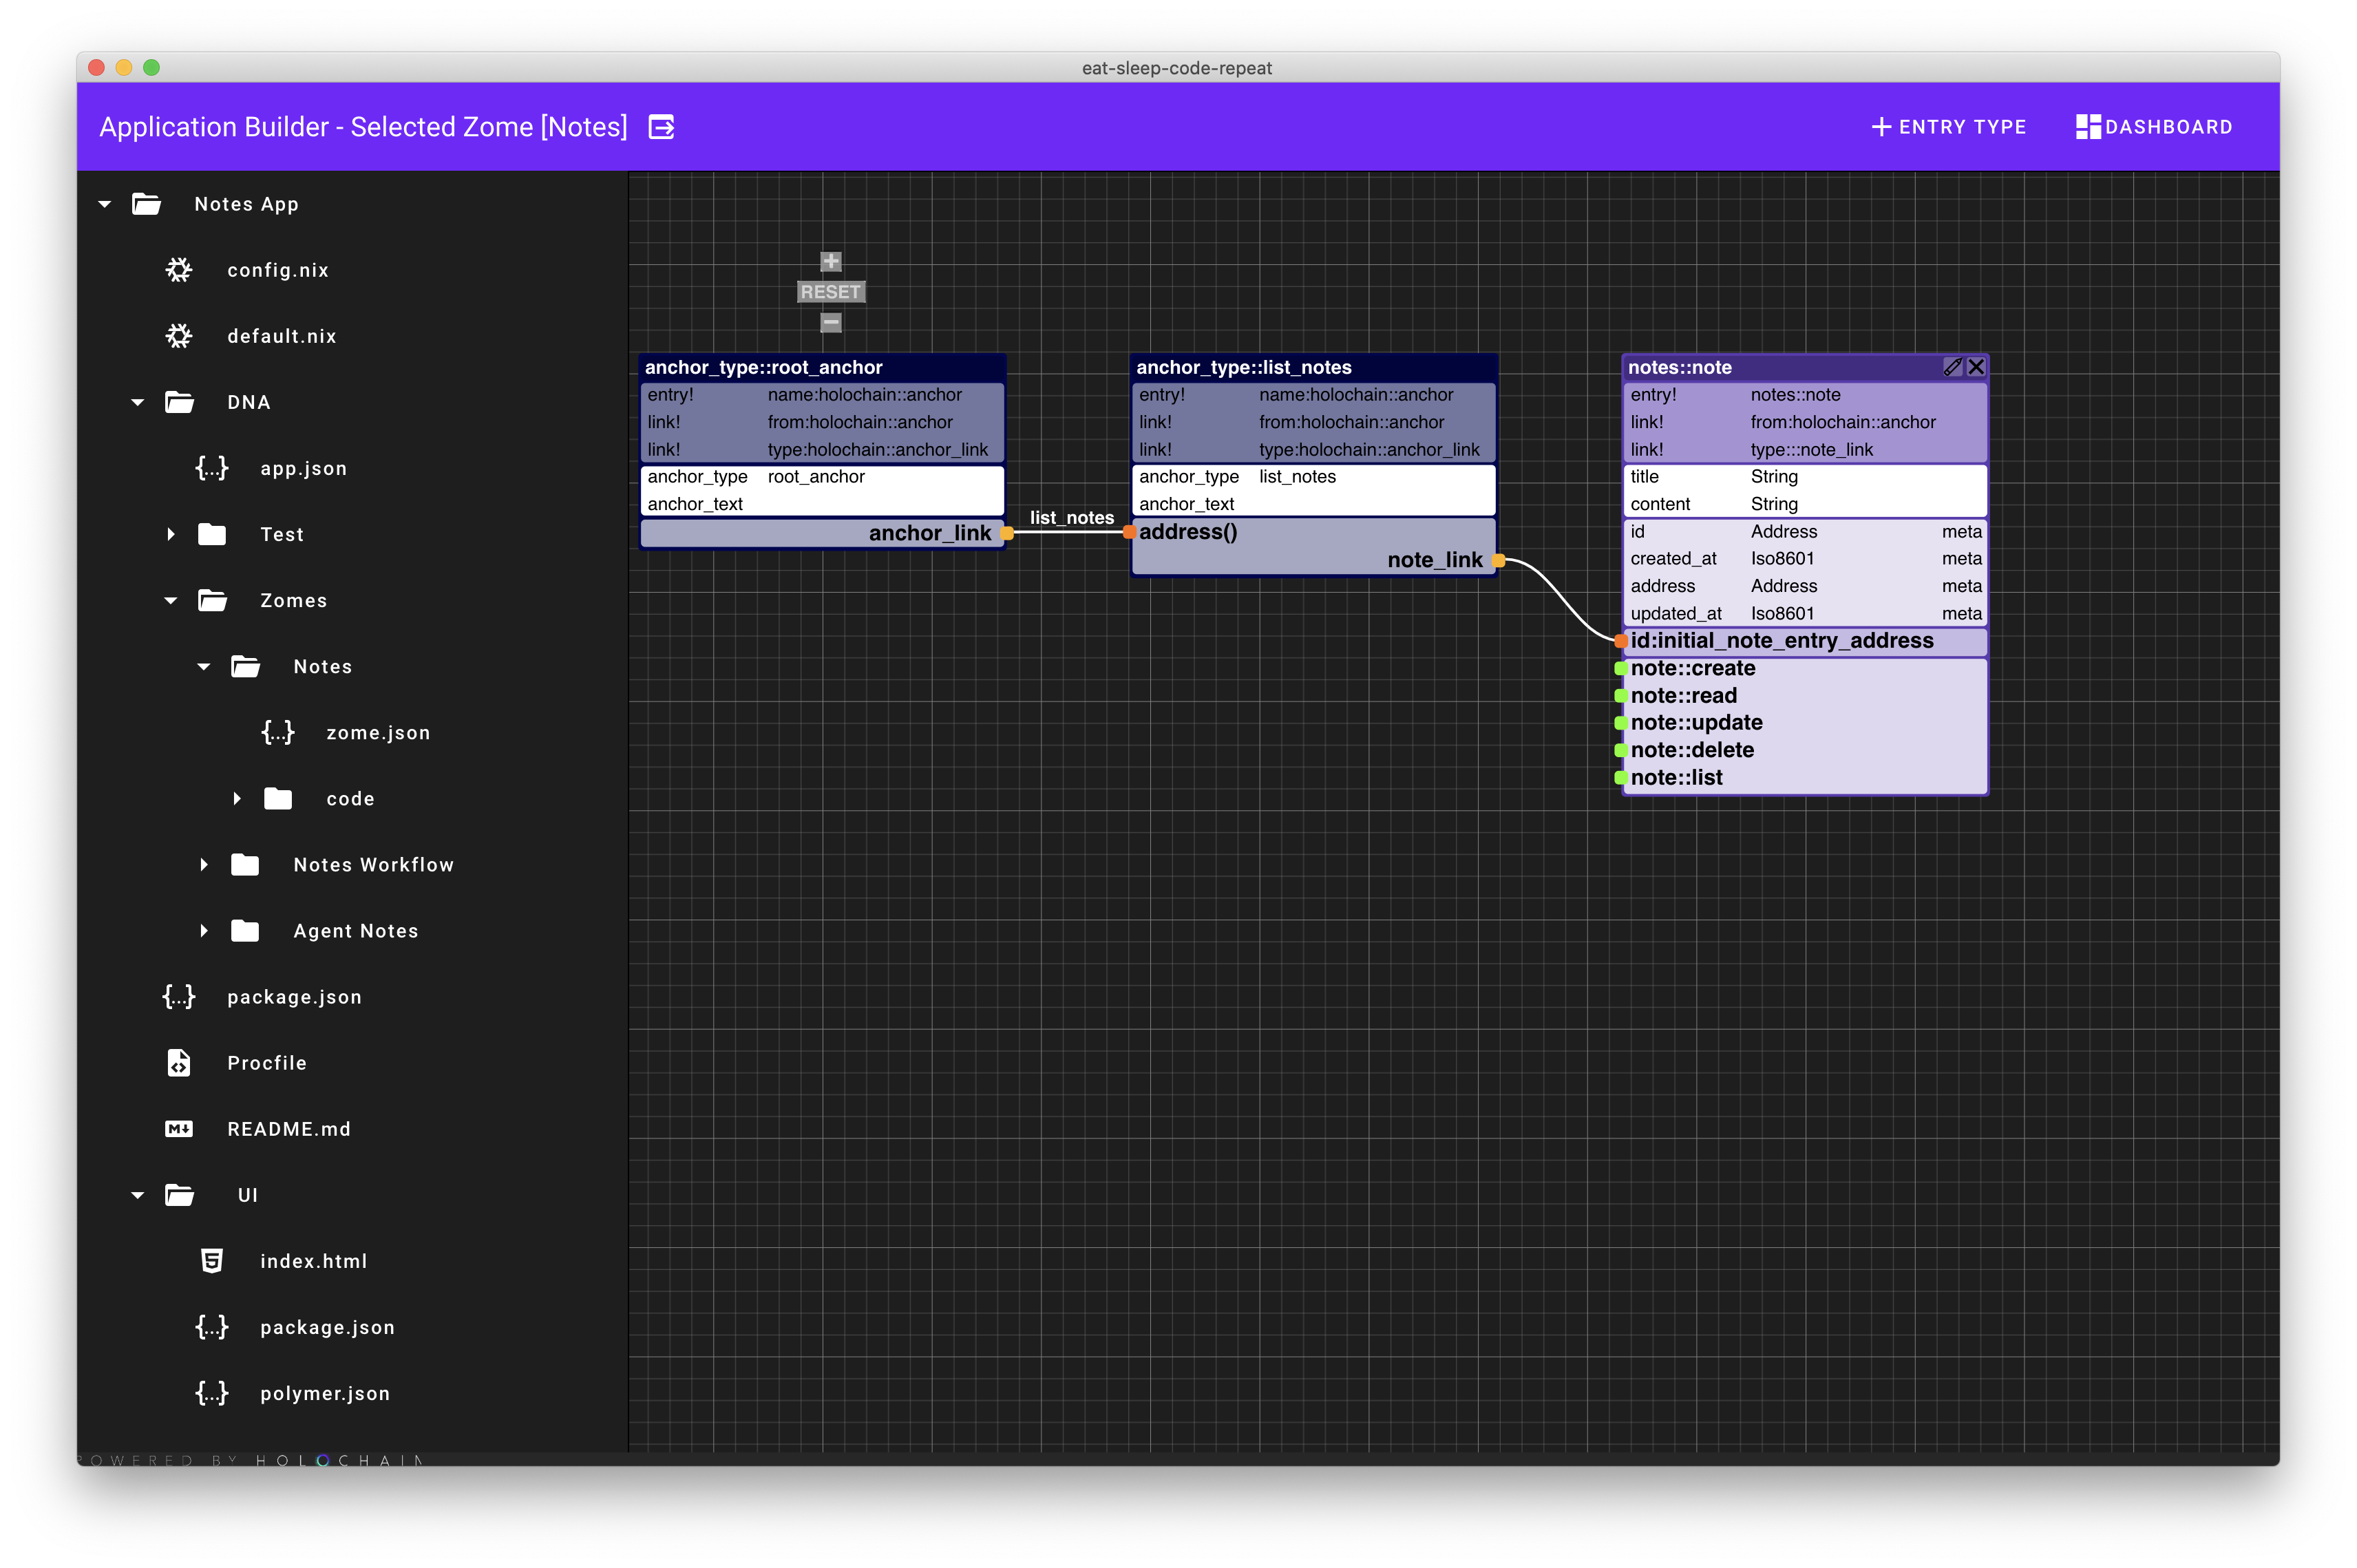 eat-sleep-code-repeat
Application Builder - Selected Zome [Notes]
ENTRY TYPE
DASHBOARD
Notes App
config.nix
default.nix
DNA
{...} app.json
Test
Zomes
Notes
{...} zome.json
code
Notes Workflow
Agent Notes
{...} package.json
Procfile
M README.md
UI
5 index.html
{...} package.json
{...} polymer.json
POWERED BY HOLOCHAIN
+
RESET
−
anchor_type::root_anchor
entry! name:holochain::anchor
link! from:holochain::anchor
link! type:holochain::anchor_link
anchor_type root_anchor
anchor_text
anchor_link
list_notes
anchor_type::list_notes
entry! name:holochain::anchor
link! from:holochain::anchor
link! type:holochain::anchor_link
anchor_type list_notes
anchor_text
address()
note_link
notes::note
entry! notes::note
link! from:holochain::anchor
link! type:::note_link
title String
content String
id Address meta
created_at Iso8601 meta
address Address meta
updated_at Iso8601 meta
id:initial_note_entry_address
note::create
note::read
note::update
note::delete
note::list